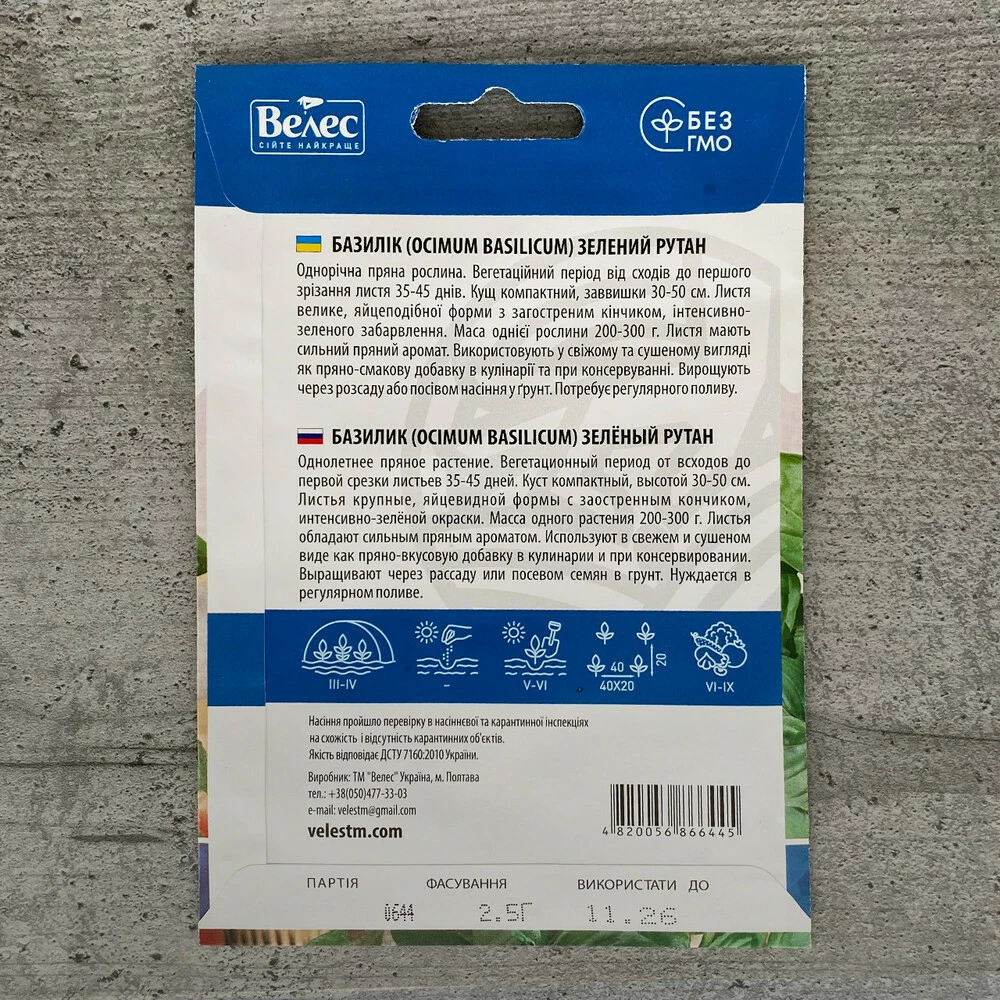 Велес
СІЙТЕ НАЙКРАЩЕ
БЕЗ
ГМО
БАЗИЛІК (OCIMUM BASILICUM) ЗЕЛЕНИЙ РУТАН
Однорічна пряна рослина. Вегетаційний період від сходів до першого
зрізання листя 35-45 днів. Кущ компактний, заввишки 30-50 см. Листя
велике, яйцеподібної форми з загостреним кінчиком, інтенсивно-
зеленого забарвлення. Маса однієї рослини 200-300 г. Листя мають
сильний пряний аромат. Використовують у свіжому та сушеному вигляді
як пряно-смакову добавку в кулінарії та при консервуванні. Вирощують
через розсаду або посівом насіння у ґрунт. Потребує регулярного поливу.
БАЗИЛИК (OCIMUM BASILICUM) ЗЕЛЁНЫЙ РУТАН
Однолетнее пряное растение. Вегетационный период от всходов до
первой срезки листьев 35-45 дней. Куст компактный, высотой 30-50 см.
Листья крупные, яйцевидной формы с заостренным кончиком,
интенсивно-зелёной окраски. Масса одного растения 200-300 г. Листья
обладают сильным пряным ароматом. Используют в свежем и сушеном
виде как пряно-вкусовую добавку в кулинарии и при консервировании.
Выращивают через рассаду или посевом семян в грунт. Нуждается в
регулярном поливе.
40
20
III-IV
-
V-VI
40X20
VI-IX
Насіння пройшло перевірку в насіннєвої та карантинної інспекціях
на схожість і відсутність карантинних об'єктів.
Якість відповідає ДСТУ 7160:2010 України.
Виробник: ТМ "Велес" Україна, м. Полтава
тел.: +38(050)477-33-03
e-mail: velestm@gmail.com
velestm.com
4 820056 866445
ПАРТІЯ ФАСУВАННЯ ВИКОРИСТАТИ ДО
0644 2.5Г 11.26